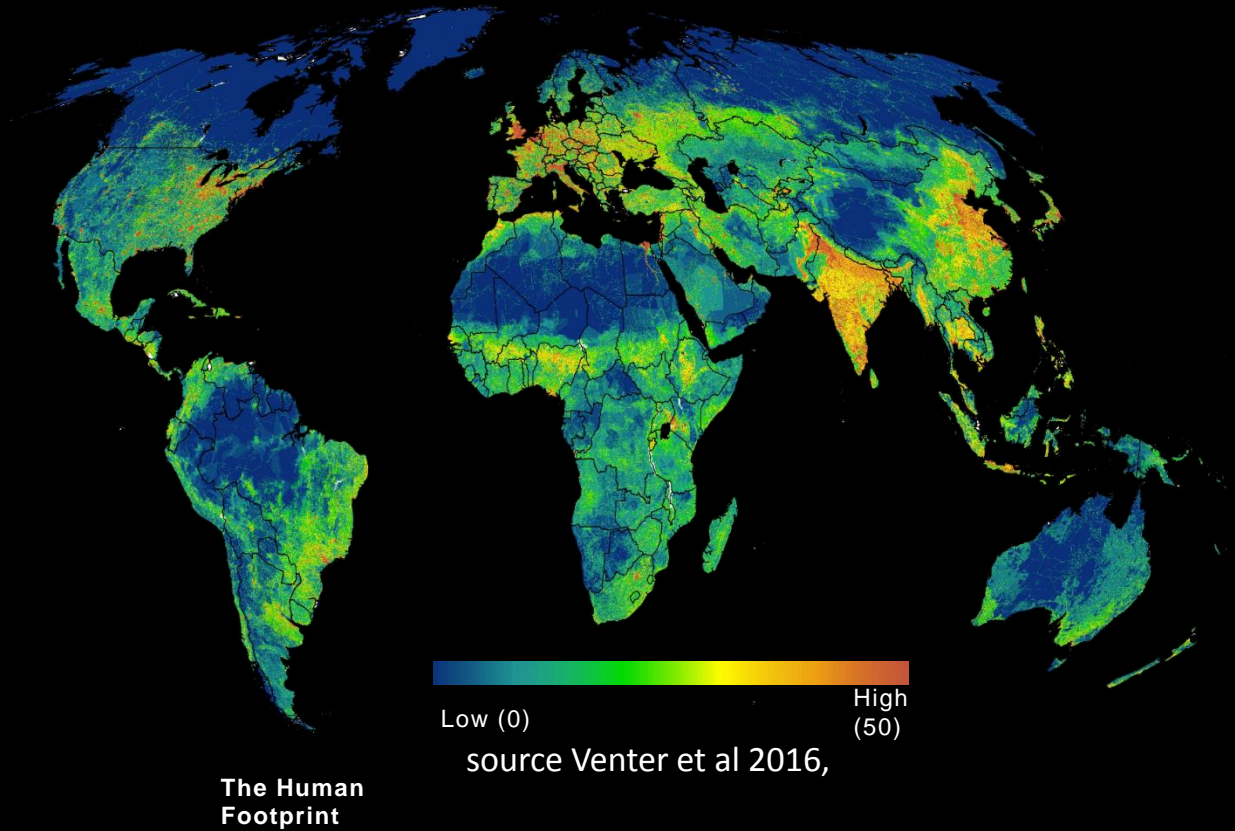 Low (0)
High
(50)
source Venter et al 2016,
The Human
Footprint